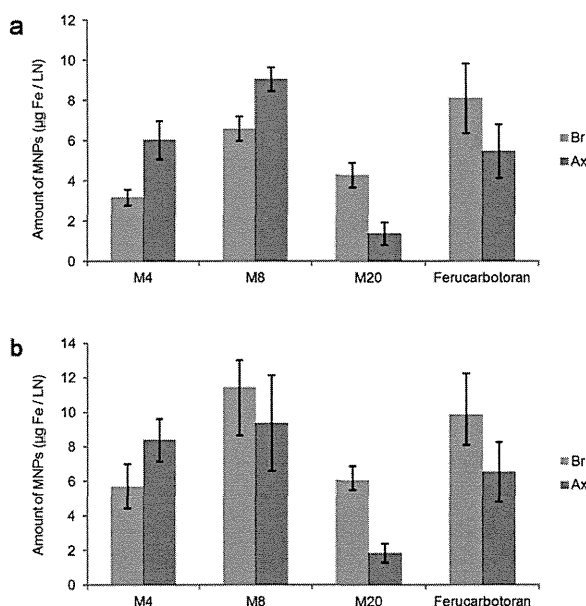 a
Amount of MNPs (µg Fe / LN)
12
10
8
6
4
2
0
M4 M8 M20 Ferucarbotoran
Br
Ax
b
Amount of MNPs (µg Fe / LN)
14
12
10
8
6
4
2
0
M4 M8 M20 Ferucarbotoran
Br
Ax